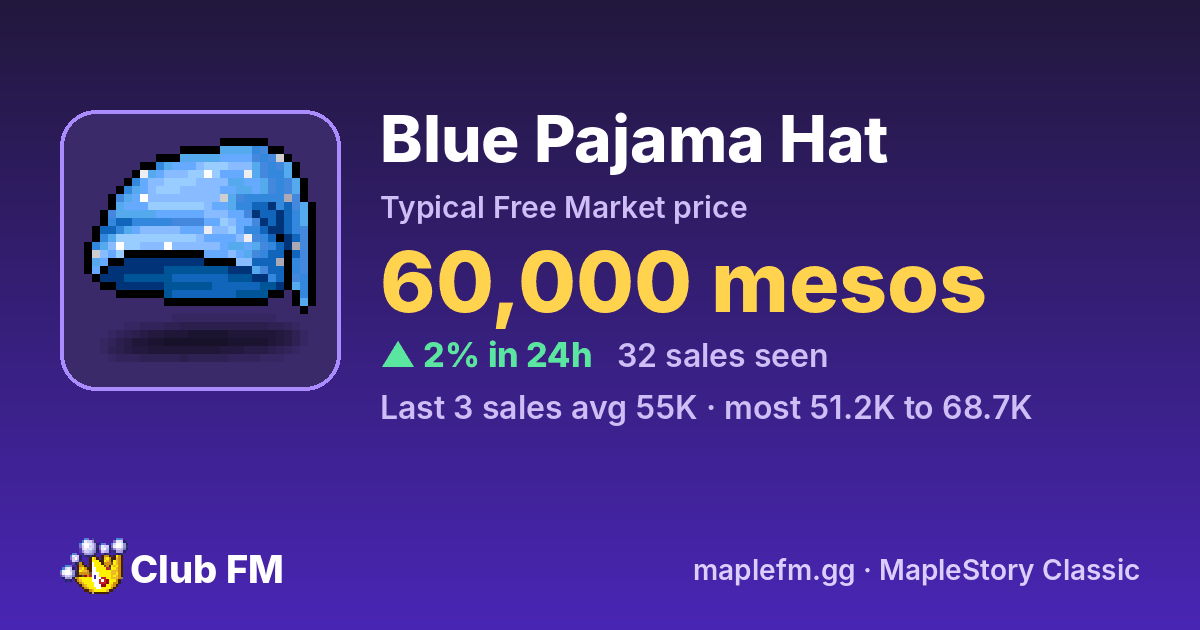 Blue Pajama Hat
Typical Free Market price
60,000 mesos
▲ 2% in 24h 32 sales seen
Last 3 sales avg 55K · most 51.2K to 68.7K
Club FM
maplefm.gg · MapleStory Classic